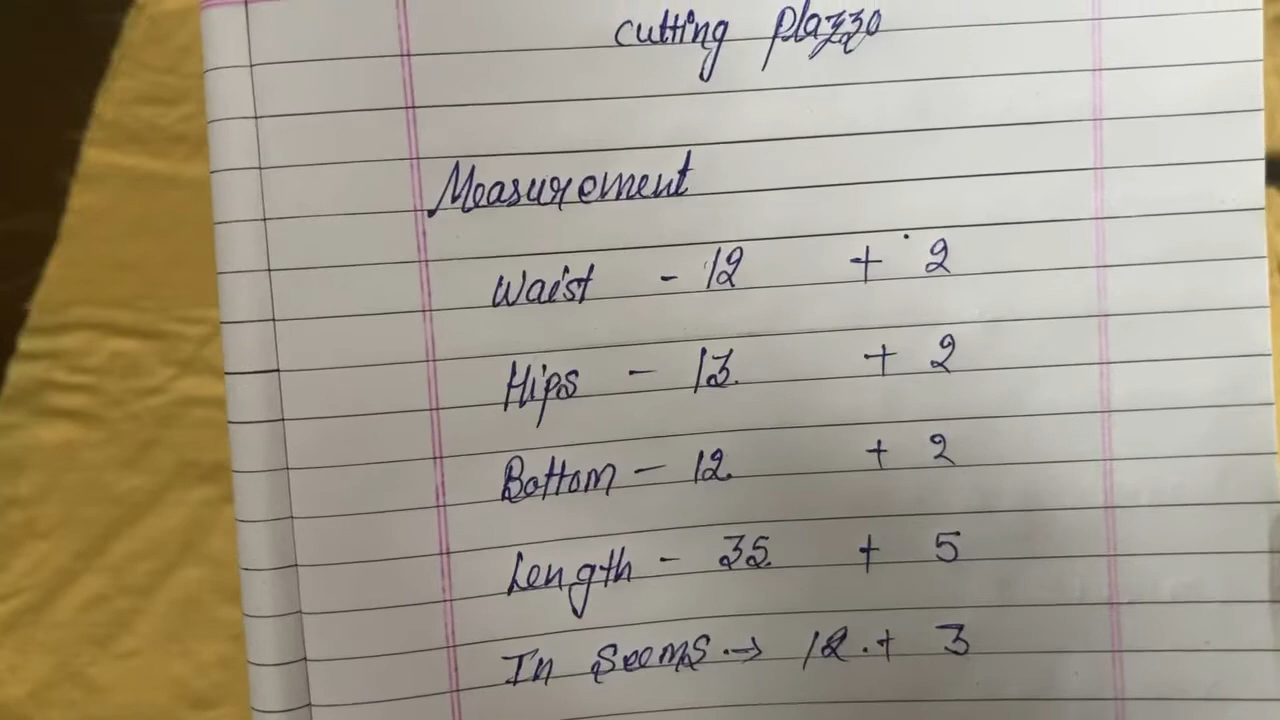 cutting plazzo
Measurement
Waist - 12 + 2
Hips - 13 + 2
Bottom - 12 + 2
Length - 35 + 5
In Seems → 12 + 3